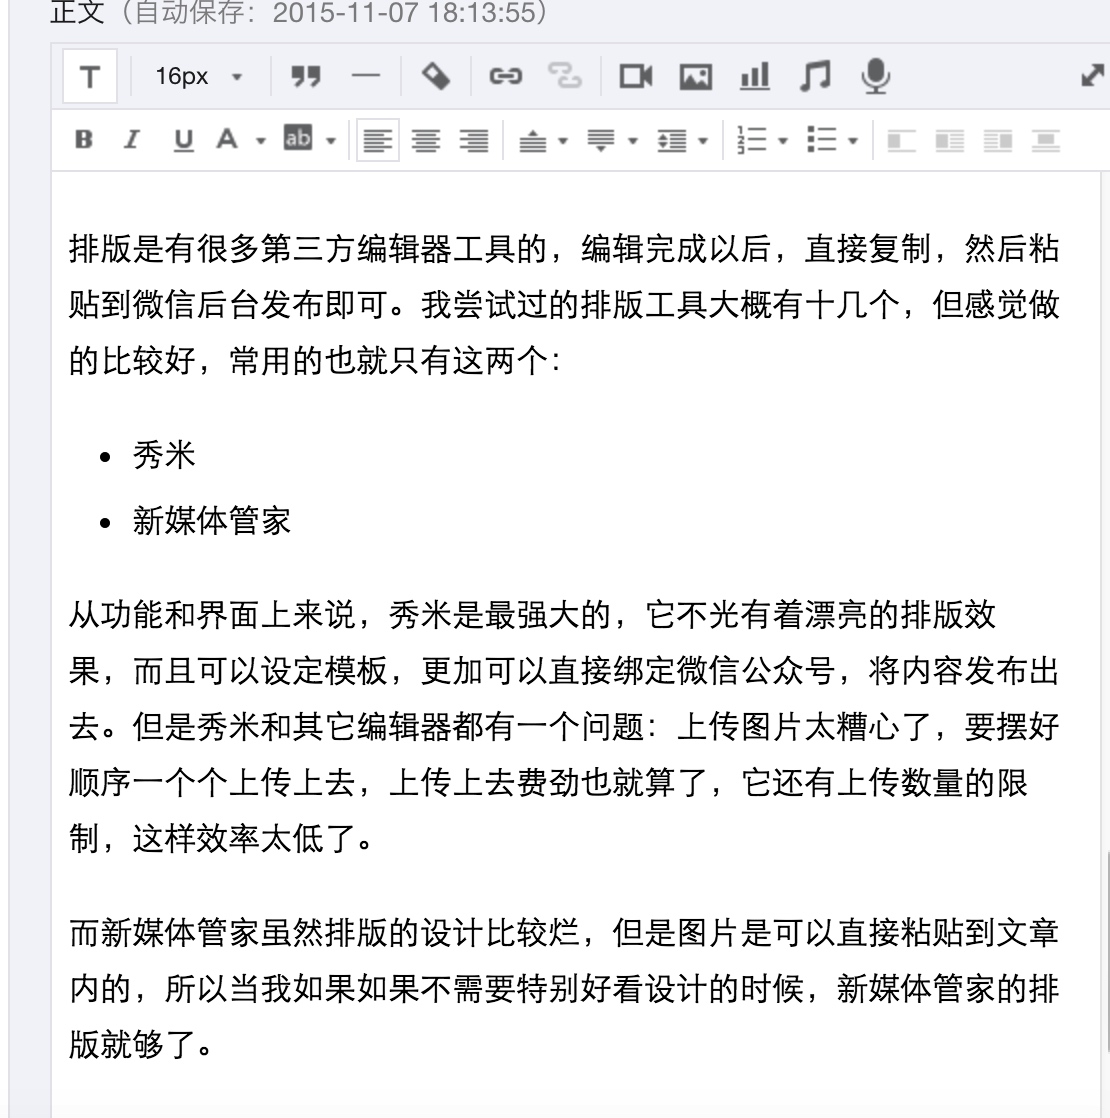 正文（自动保存：2015-11-07 18:13:55）
T 16px
B I U A ab
排版是有很多第三方编辑器工具的，编辑完成以后，直接复制，然后粘
贴到微信后台发布即可。我尝试过的排版工具大概有十几个，但感觉做
的比较好，常用的也就只有这两个：
• 秀米
• 新媒体管家
从功能和界面上来说，秀米是最强大的，它不光有着漂亮的排版效
果，而且可以设定模板，更加可以直接绑定微信公众号，将内容发布出
去。但是秀米和其它编辑器都有一个问题：上传图片太糟心了，要摆好
顺序一个个上传上去，上传上去费劲也就算了，它还有上传数量的限
制，这样效率太低了。
而新媒体管家虽然排版的设计比较烂，但是图片是可以直接粘贴到文章
内的，所以当我如果如果不需要特别好看设计的时候，新媒体管家的排
版就够了。